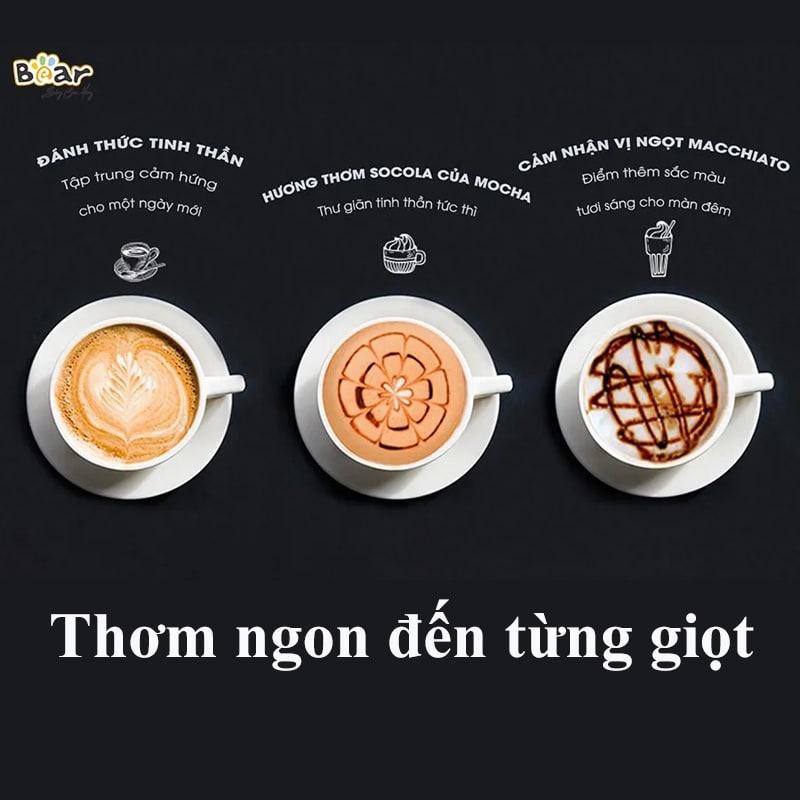 Bear
ĐÁNH THỨC TINH THẦN
Tập trung cảm hứng
cho một ngày mới
HƯƠNG THƠM SOCOLA CỦA MOCHA
Thư giãn tinh thần tức thì
CẢM NHẬN VỊ NGỌT MACCHIATO
Điểm thêm sắc màu
tươi sáng cho màn đêm
Thơm ngon đến từng giọt